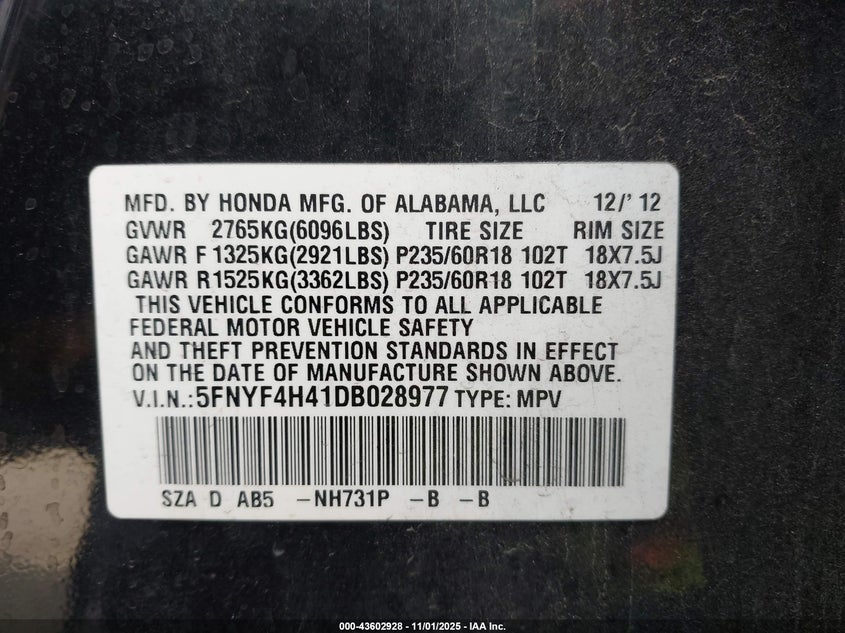 MFD. BY HONDA MFG. OF ALABAMA, LLC 12/'12
GVWR 2765KG(6096LBS) TIRE SIZE RIM SIZE
GAWR F1325KG(2921LBS) P235/60R18 102T 18X7.5J
GAWR R1525KG(3362LBS) P235/60R18 102T 18X7.5J
THIS VEHICLE CONFORMS TO ALL APPLICABLE
FEDERAL MOTOR VEHICLE SAFETY
AND THEFT PREVENTION STANDARDS IN EFFECT
ON THE DATE OF MANUFACTURE SHOWN ABOVE.
V.I.N.:5FNYF4H41DB028977 TYPE: MPV
SZA D AB5 -NH731P -B -B
000-43602928 - 11/01/2025 - IAA Inc.